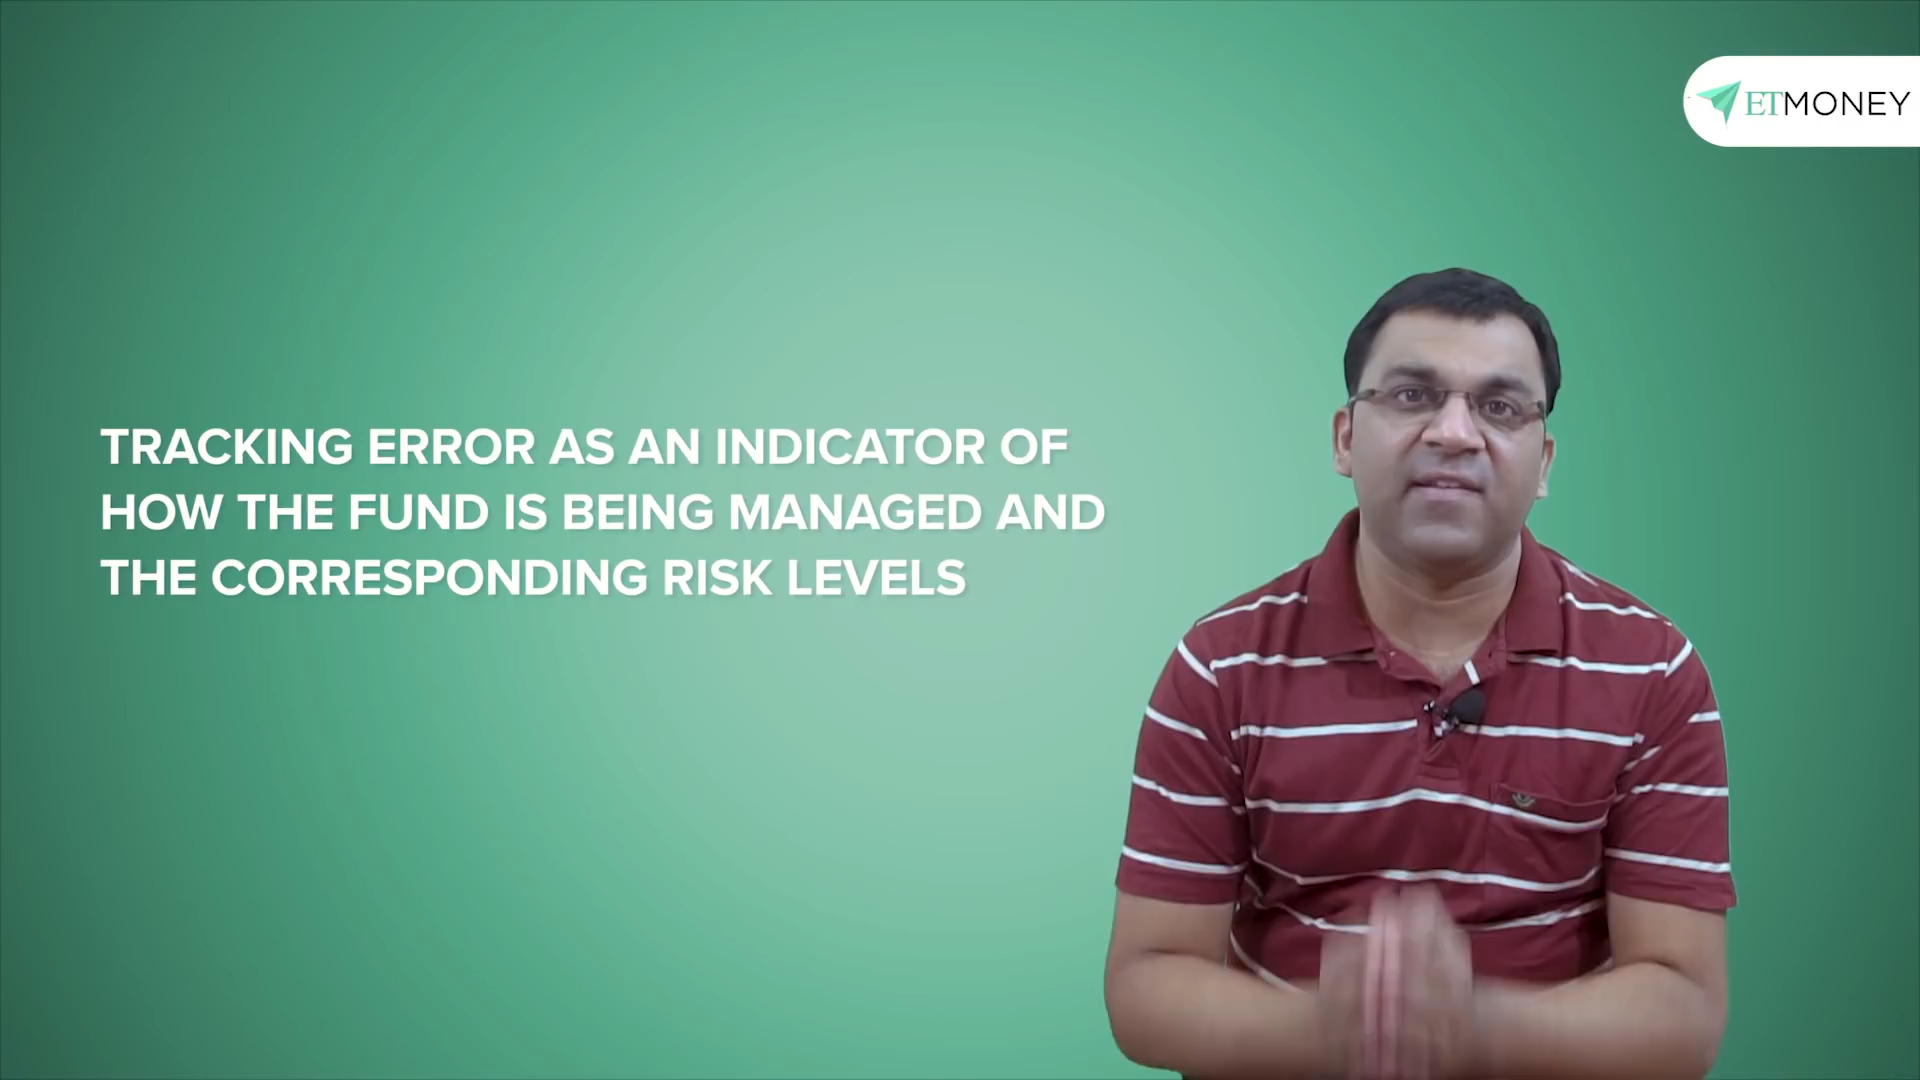 ETMONEY
TRACKING ERROR AS AN INDICATOR OF
HOW THE FUND IS BEING MANAGED AND
THE CORRESPONDING RISK LEVELS